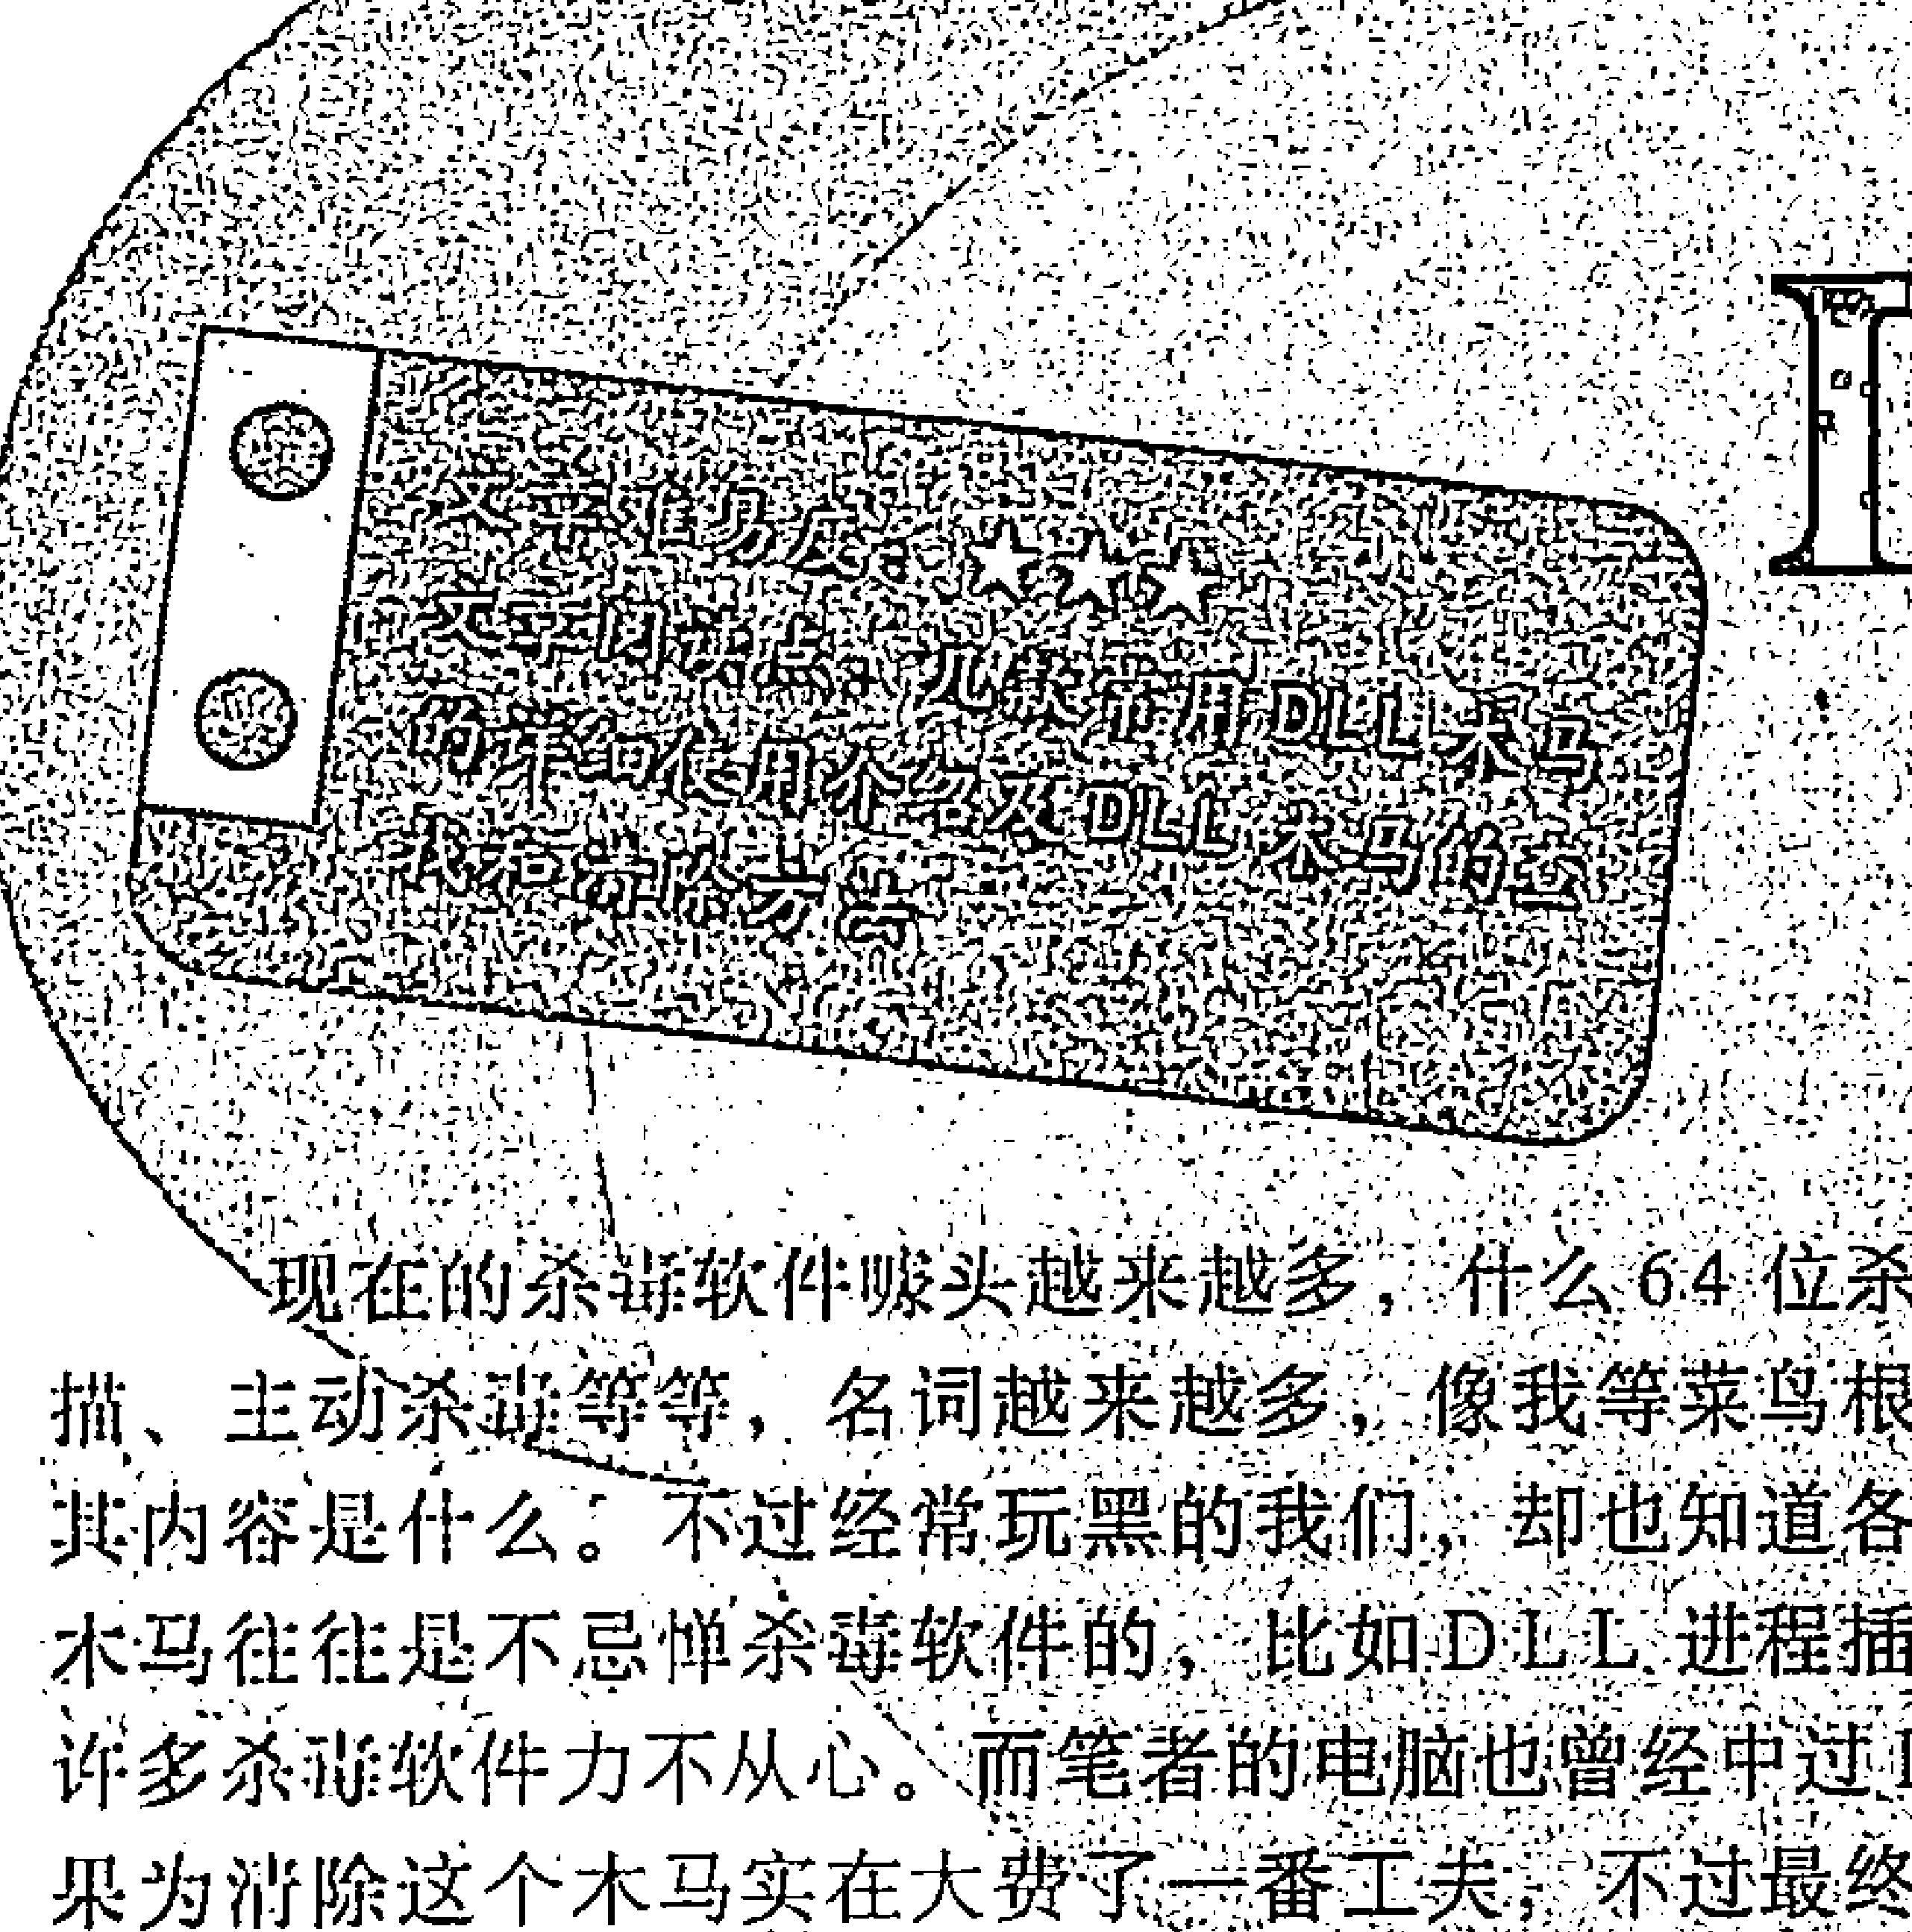 文章难易度: ★★★
文章阅读点: 几款常用DLL木马
的详细使用介绍及DLL木马的查
找和清除方法
现在的杀毒软件噱头越来越多，什么64位杀
描、主动杀毒等等，名词越来越多，像我等菜鸟根
其内容是什么。不过经常玩黑的我们，却也知道各
木马往往是不忌惮杀毒软件的，比如DLL进程插
许多杀毒软件力不从心。而笔者的电脑也曾经中过
果为清除这个木马实在大费了一番工夫，不过最终